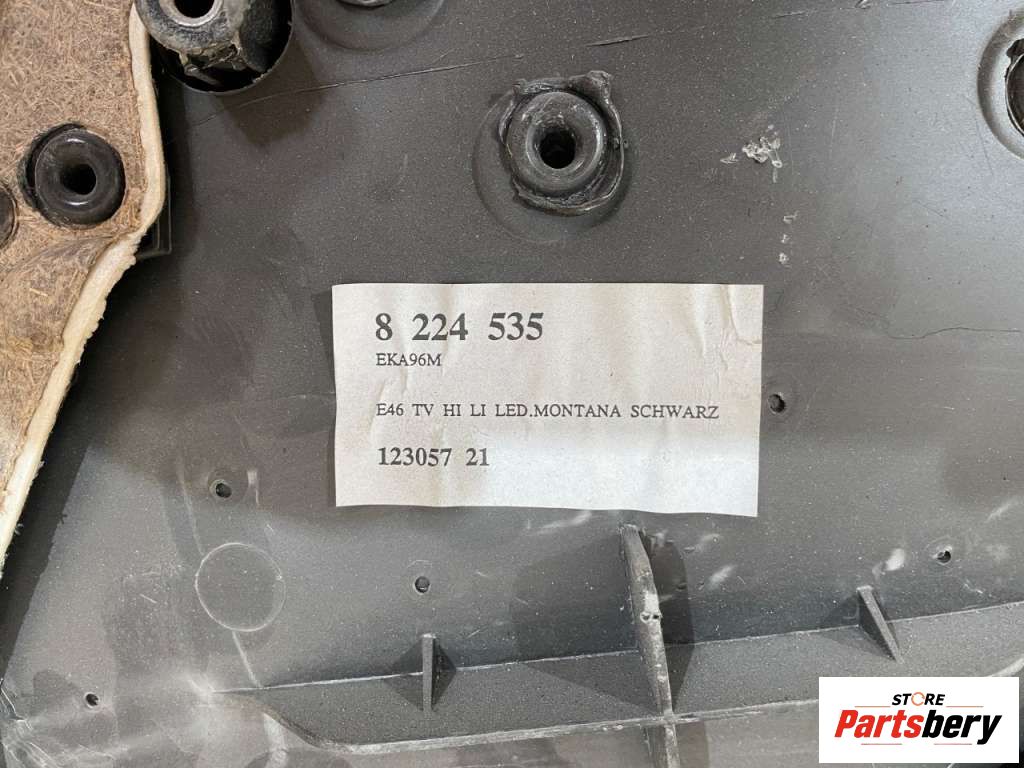 8 224 535
EKA96M
E46 TV HI LI LED.MONTANA SCHWARZ
123057 21
STORE
Partsbery